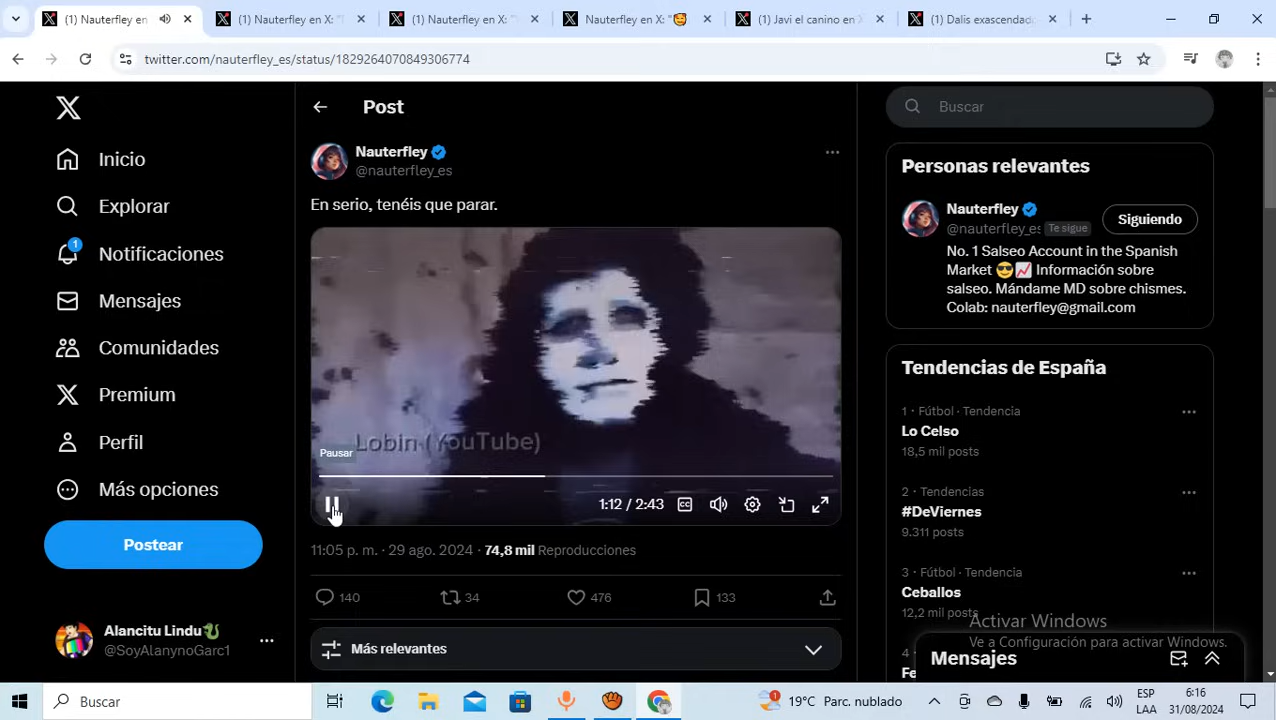 (1) Nauterfley en
(1) Nauterfley en X: "
(1) Nauterfley en X: "
Nauterfley en X: "🥰
(1) Javi el canino en X
(1) Dalis exascendado
twitter.com/nauterfley_es/status/1829264070849306774
Inicio
Explorar
1
Notificaciones
Mensajes
Comunidades
Premium
Perfil
Más opciones
Postear
Alancitu Lindu🐉
@SoyAlanynoGarc1
Post
Nauterfley
@nauterfley_es
En serio, tenéis que parar.
Lobin (YouTube)
Pausar
1:12 / 2:43
CC
11:05 p. m. · 29 ago. 2024 · 74,8 mil Reproducciones
140
34
476
133
Más relevantes
Buscar
Personas relevantes
Nauterfley
@nauterfley_es Te sigue
Siguiendo
No. 1 Salseo Account in the Spanish
Market 😎📈 Información sobre
salseo. Mándame MD sobre chismes.
Colab: nauterfley@gmail.com
Tendencias de España
1 · Fútbol · Tendencia
Lo Celso
18,5 mil posts
2 · Tendencias
#DeViernes
9.311 posts
3 · Fútbol · Tendencia
Ceballos
12,2 mil posts
4 ·
Fe
Activar Windows
Ve a Configuración para activar Windows.
Mensajes
Buscar
19°C Parc. nublado
ESP
LAA
6:16
31/08/2024